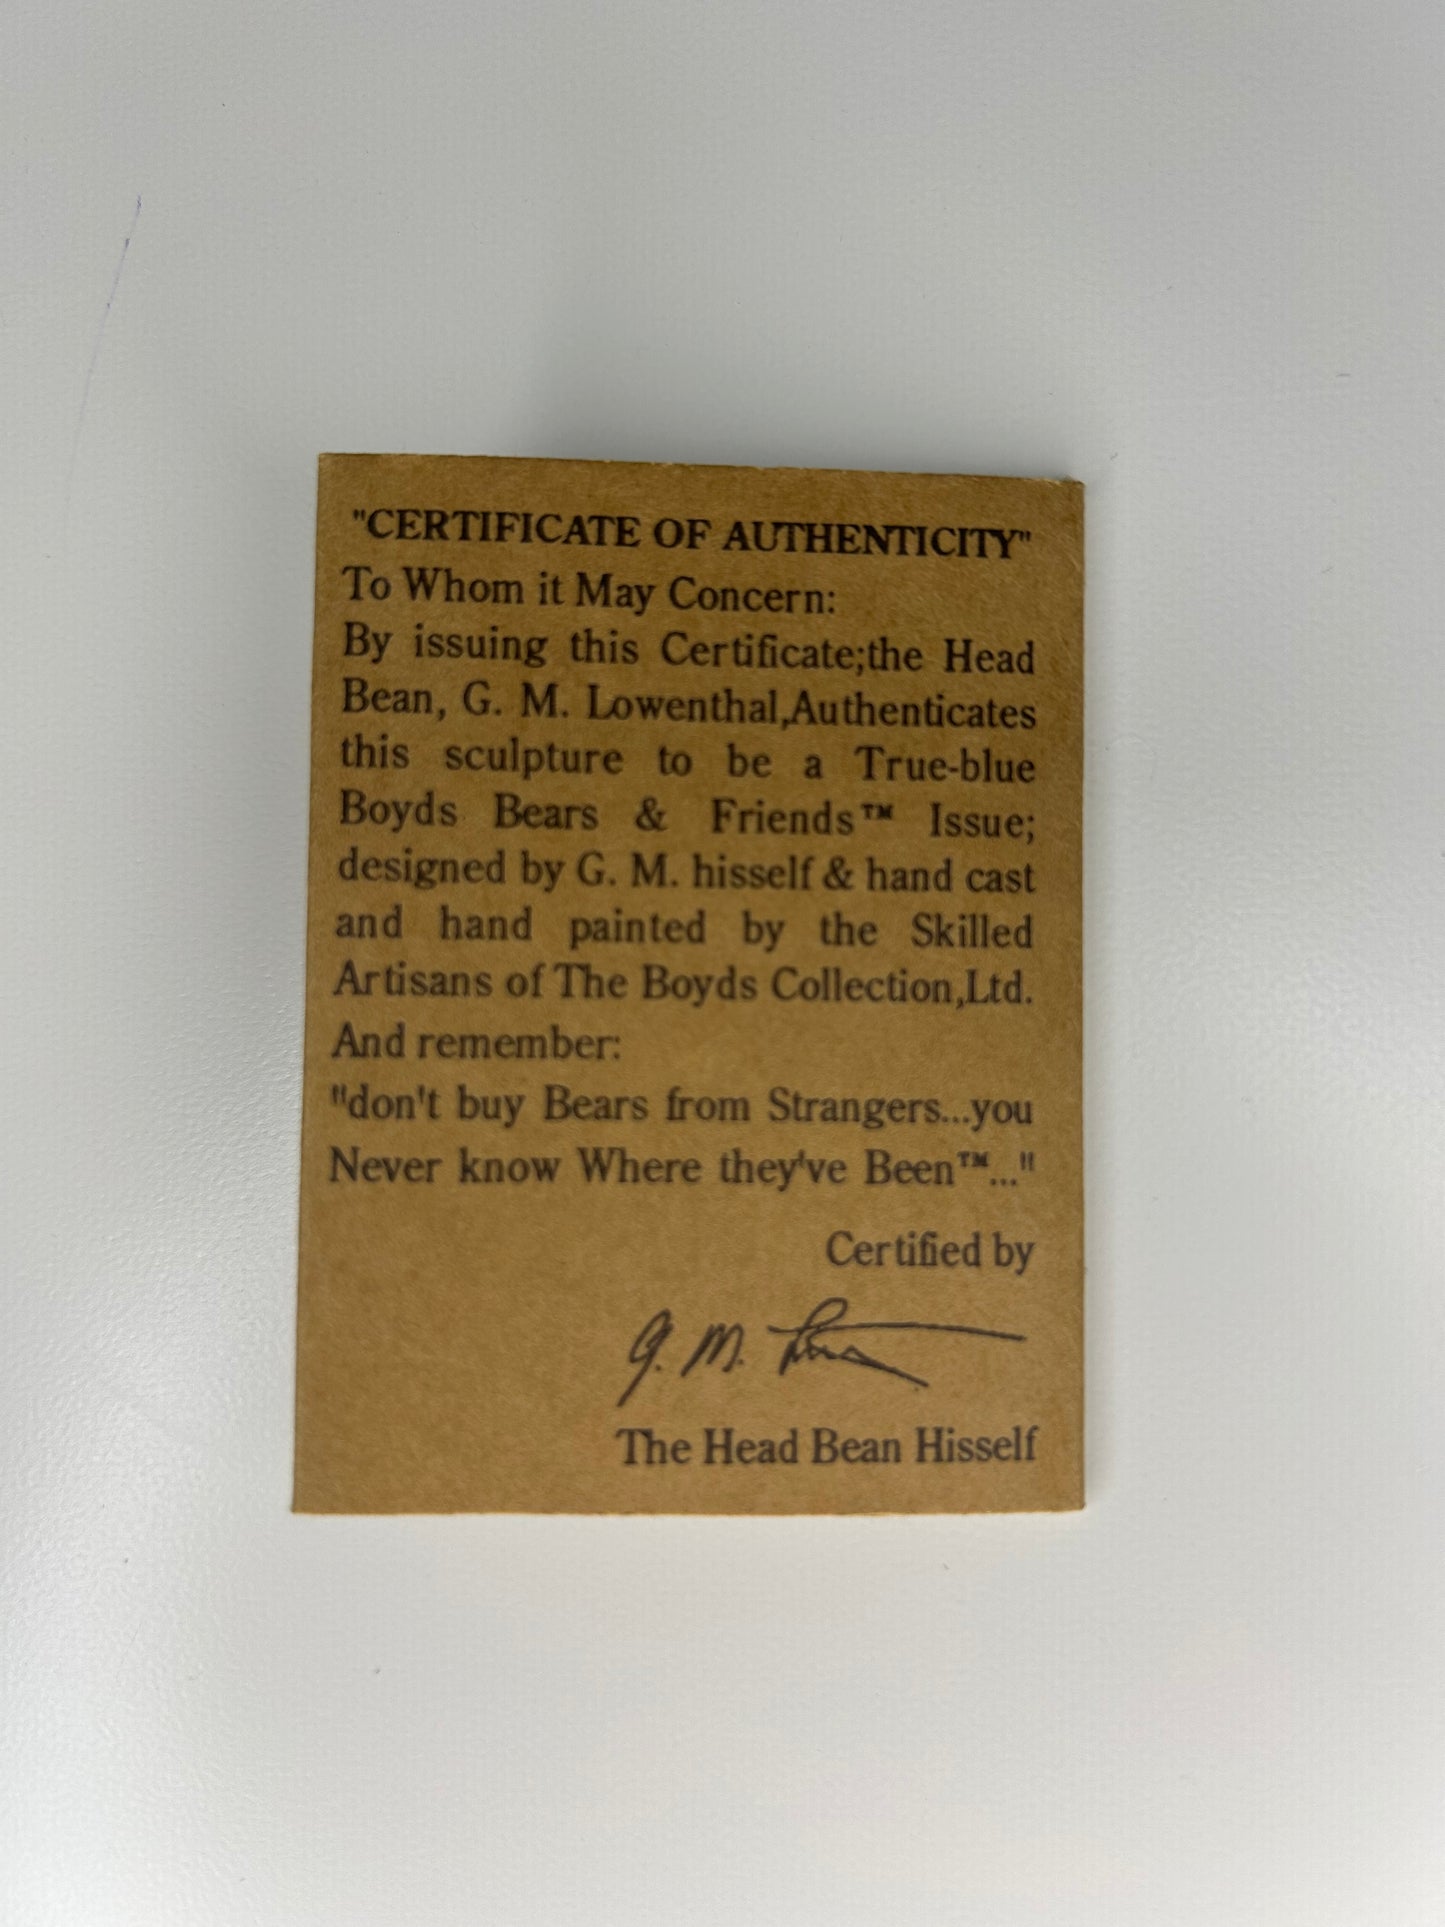 "CERTIFICATE OF AUTHENTICITY"
To Whom it May Concern:
By issuing this Certificate;the Head
Bean, G. M. Lowenthal,Authenticates
this sculpture to be a True-blue
Boyds Bears & Friends™ Issue;
designed by G. M. hisself & hand cast
and hand painted by the Skilled
Artisans of The Boyds Collection,Ltd.
And remember:
"don't buy Bears from Strangers...you
Never know Where they've Been™..."
Certified by
G. M.
The Head Bean Hisself